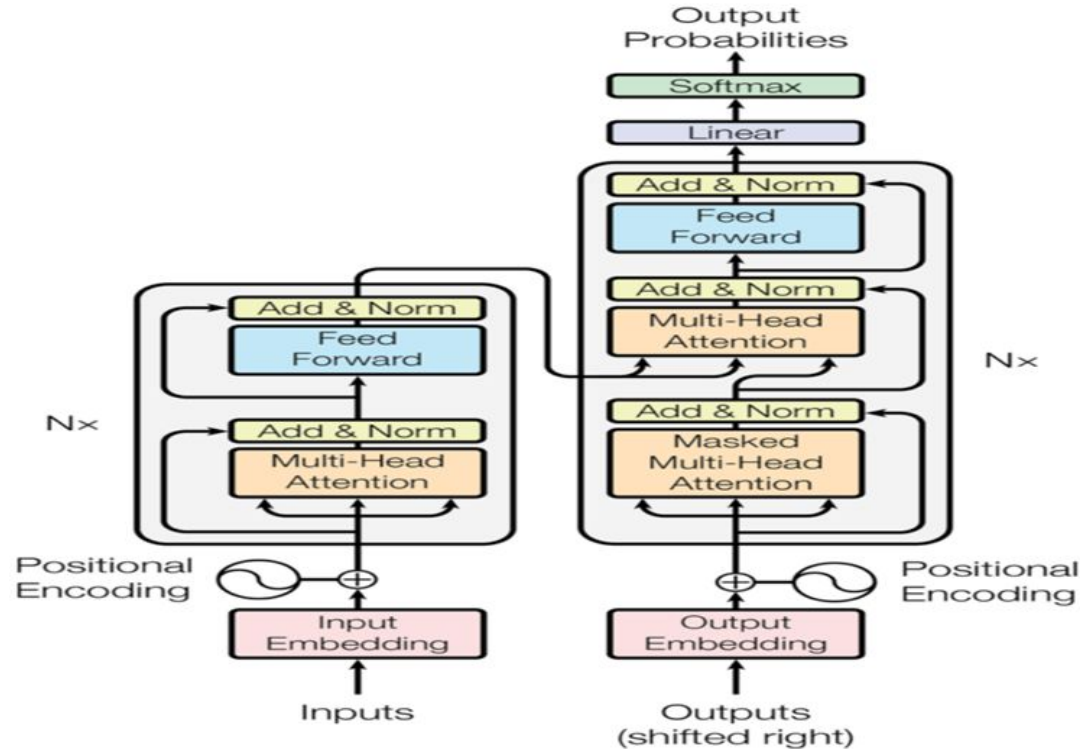 Output
Probabilities
Softmax
Linear
Add & Norm
Feed
Forward
Add & Norm
Multi-Head
Attention
Add & Norm
Masked
Multi-Head
Attention
Nx
Add & Norm
Feed
Forward
Add & Norm
Multi-Head
Attention
Nx
Positional
Encoding
Positional
Encoding
Input
Embedding
Output
Embedding
Inputs
Outputs
(shifted right)